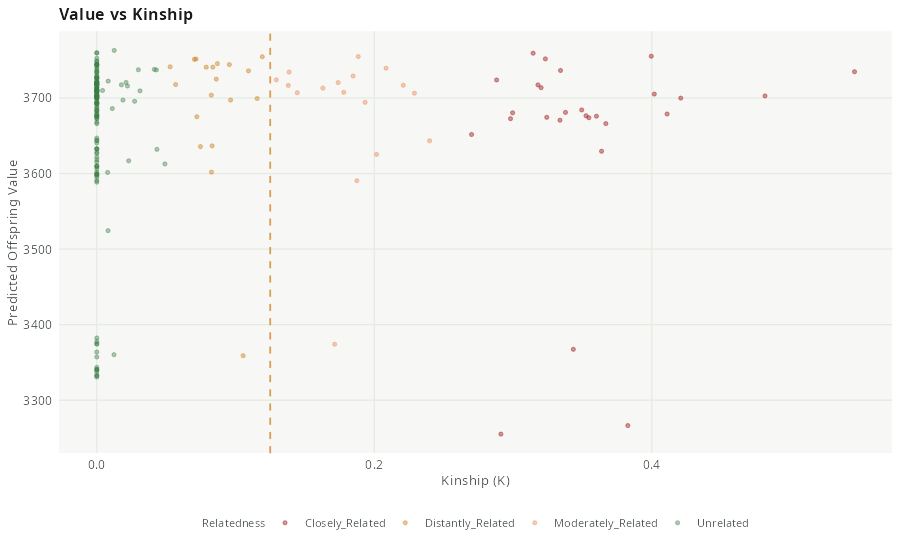 Value vs Kinship
Predicted Offspring Value
3700
3600
3500
3400
3300
0.0 0.2 0.4
Kinship (K)
Relatedness Closely_Related Distantly_Related Moderately_Related Unrelated